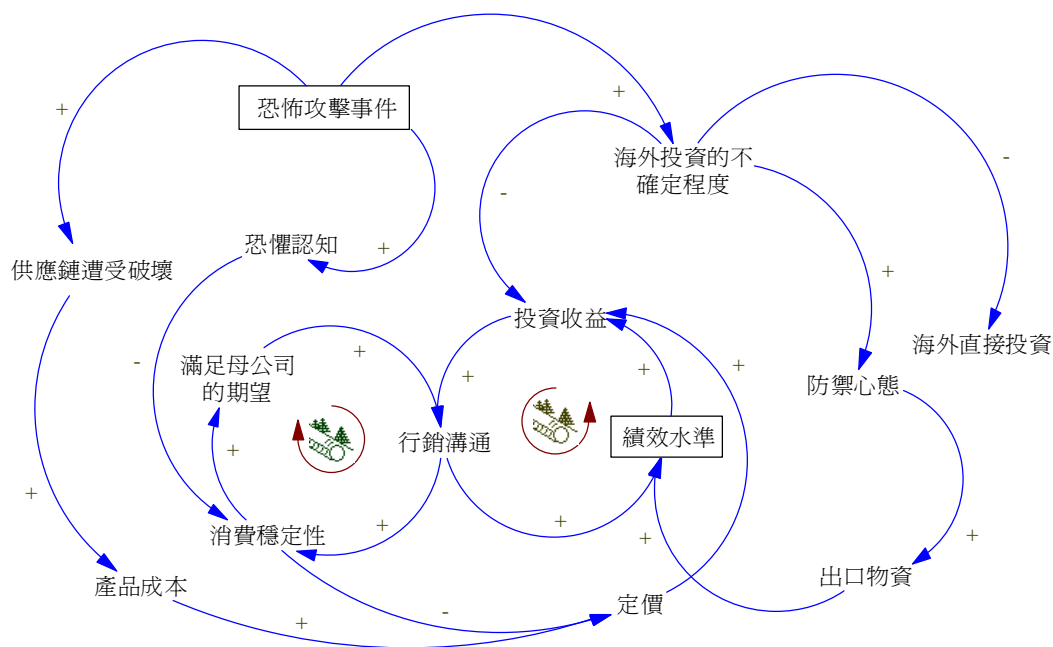 恐怖攻擊事件
+
+
海外投資的不
確定程度
-
-
恐懼認知
+
供應鏈遭受破壞
+
投資收益
海外直接投資
-
滿足母公司
的期望
+
+
+
+
防禦心態
行銷溝通
績效水準
+
+
消費穩定性
+
+
+
+
產品成本
出口物資
定價
-
+